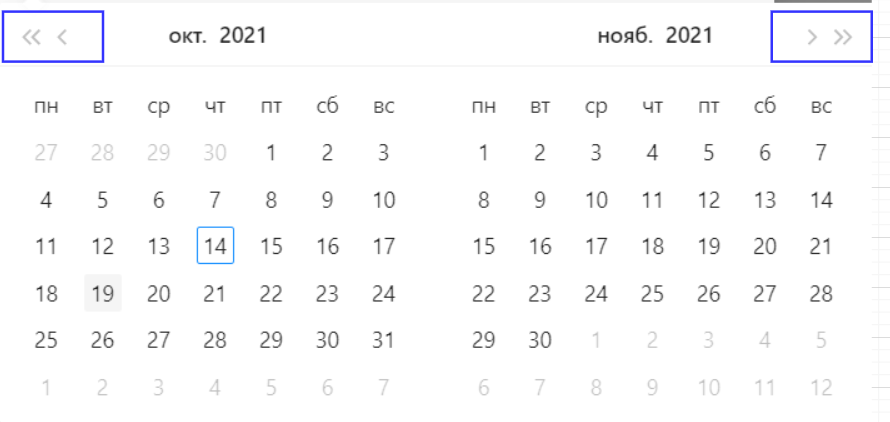 « < окт. 2021 нояб. 2021 > »
пн вт ср чт пт сб вс пн вт ср чт пт сб вс
27 28 29 30 1 2 3 1 2 3 4 5 6 7
4 5 6 7 8 9 10 8 9 10 11 12 13 14
11 12 13 14 15 16 17 15 16 17 18 19 20 21
18 19 20 21 22 23 24 22 23 24 25 26 27 28
25 26 27 28 29 30 31 29 30 1 2 3 4 5
1 2 3 4 5 6 7 6 7 8 9 10 11 12